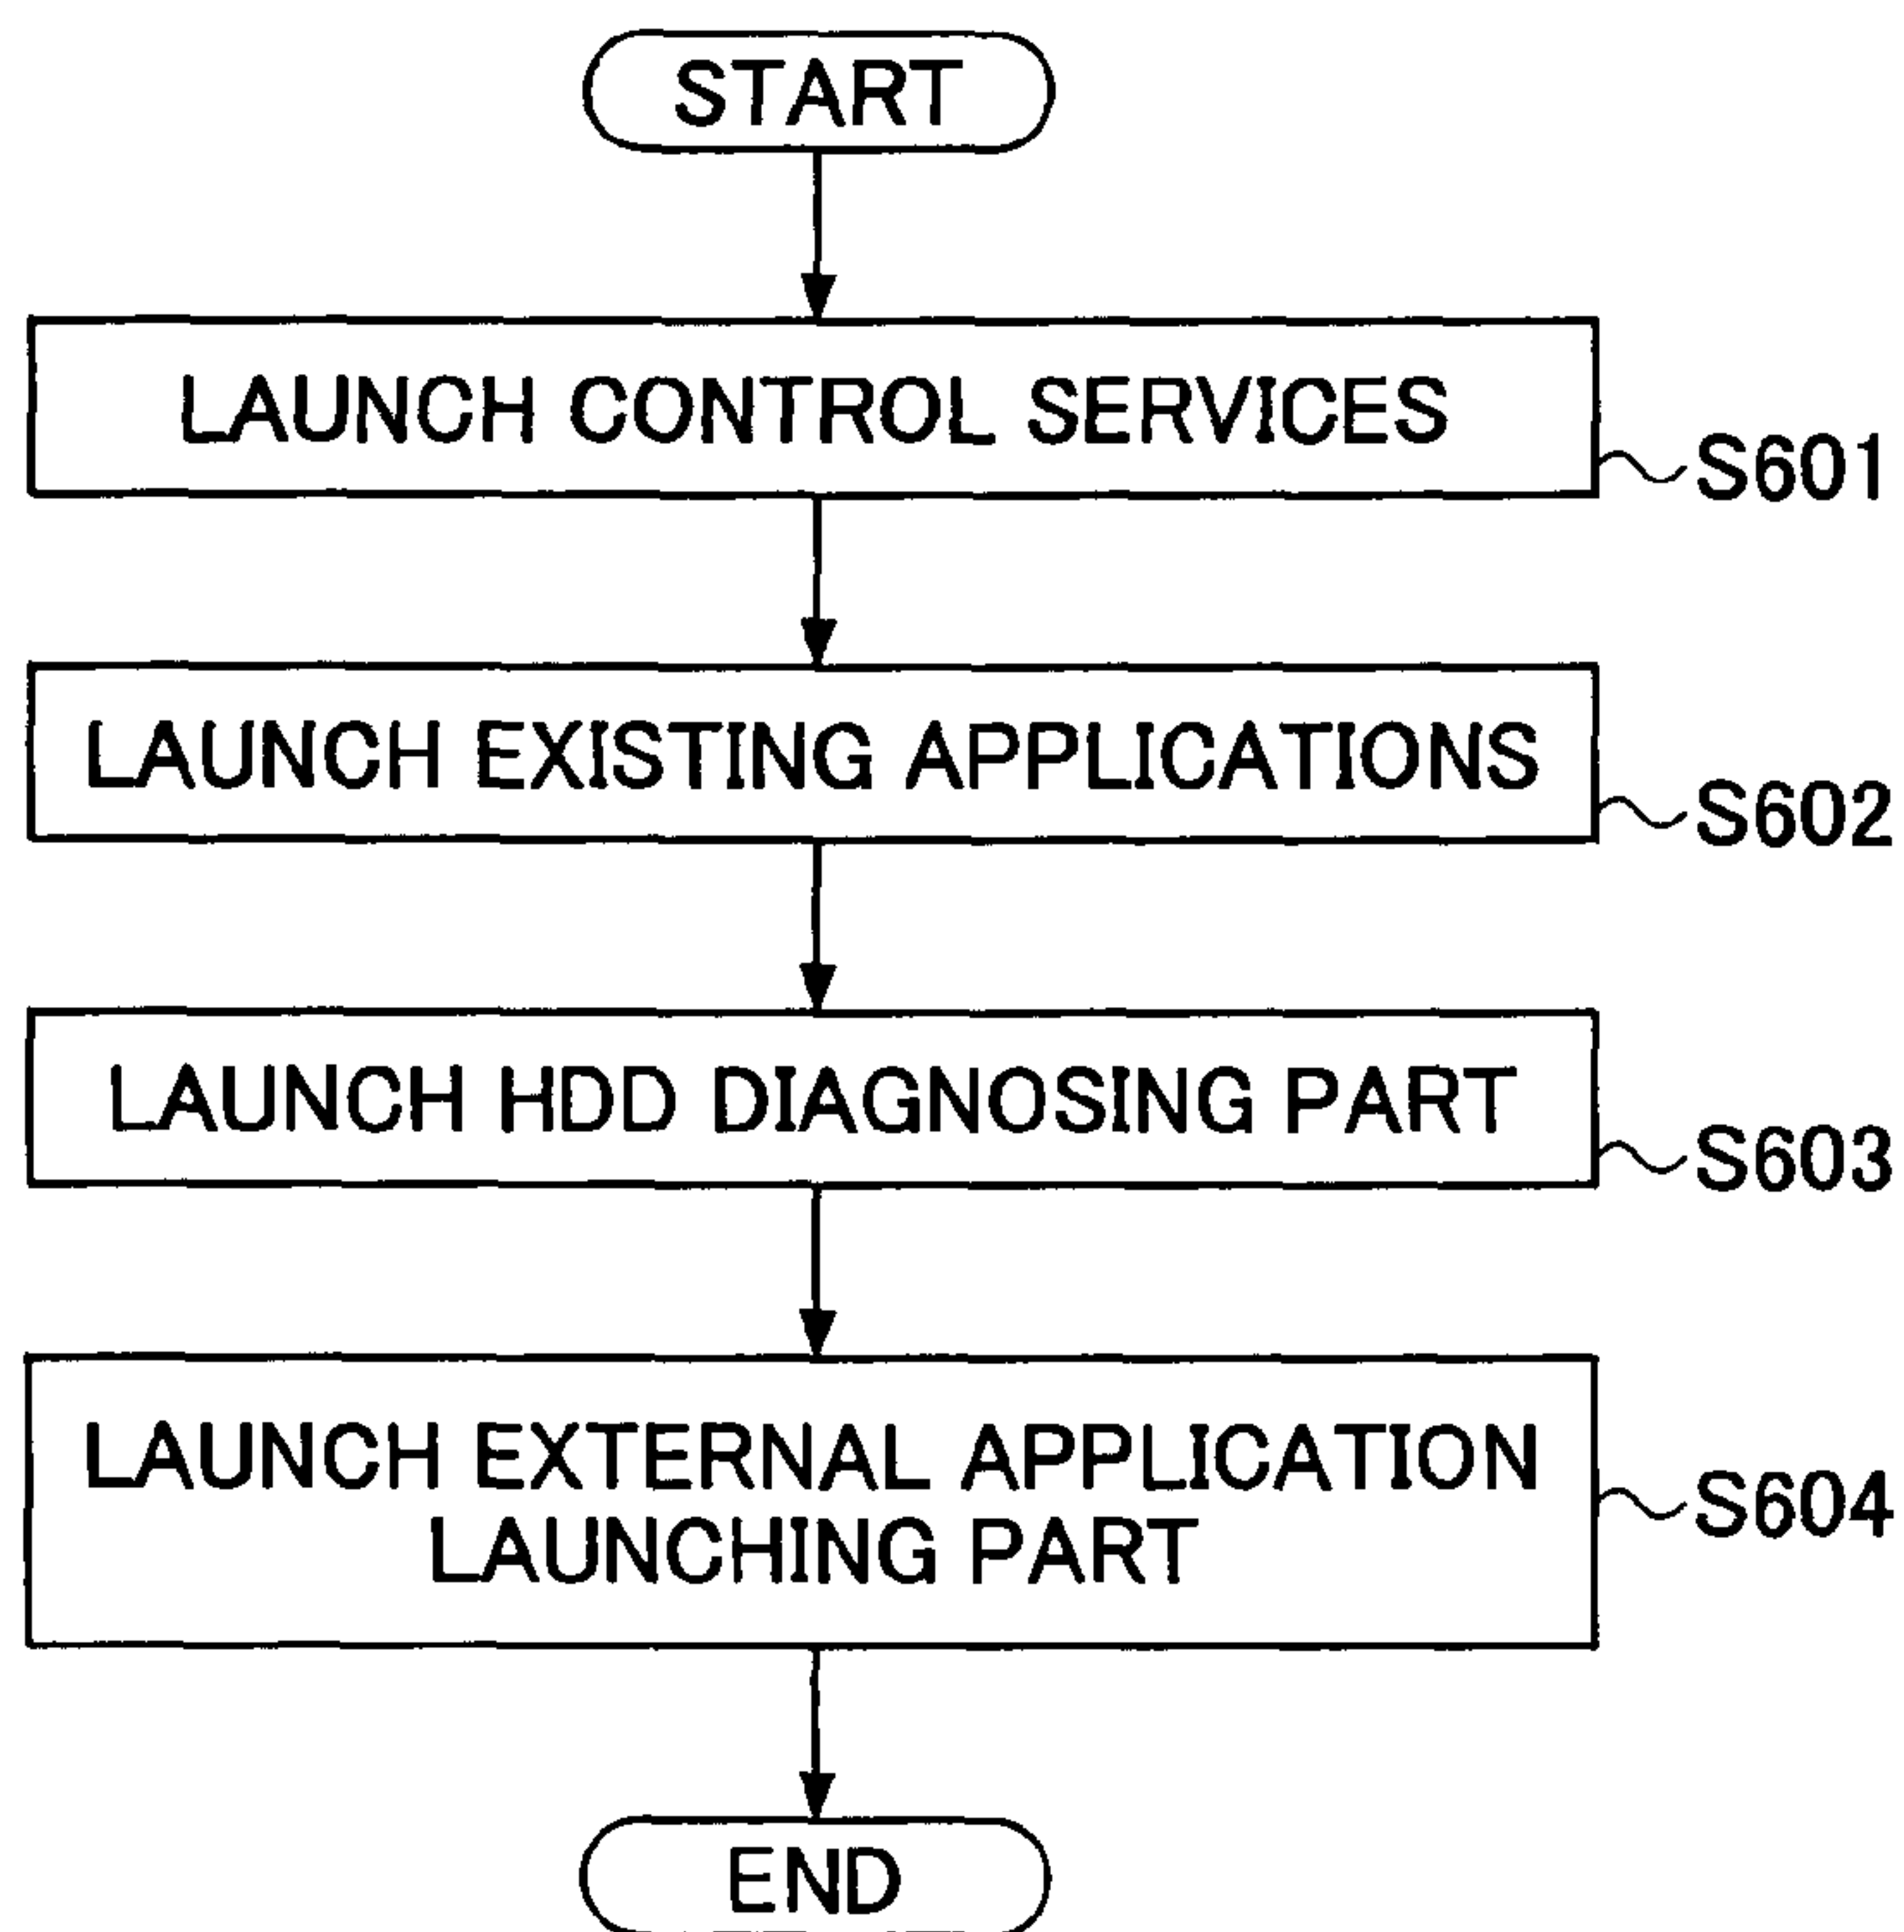 START
LAUNCH CONTROL SERVICES
S601
LAUNCH EXISTING APPLICATIONS
S602
LAUNCH HDD DIAGNOSING PART
S603
LAUNCH EXTERNAL APPLICATION
LAUNCHING PART
S604
END